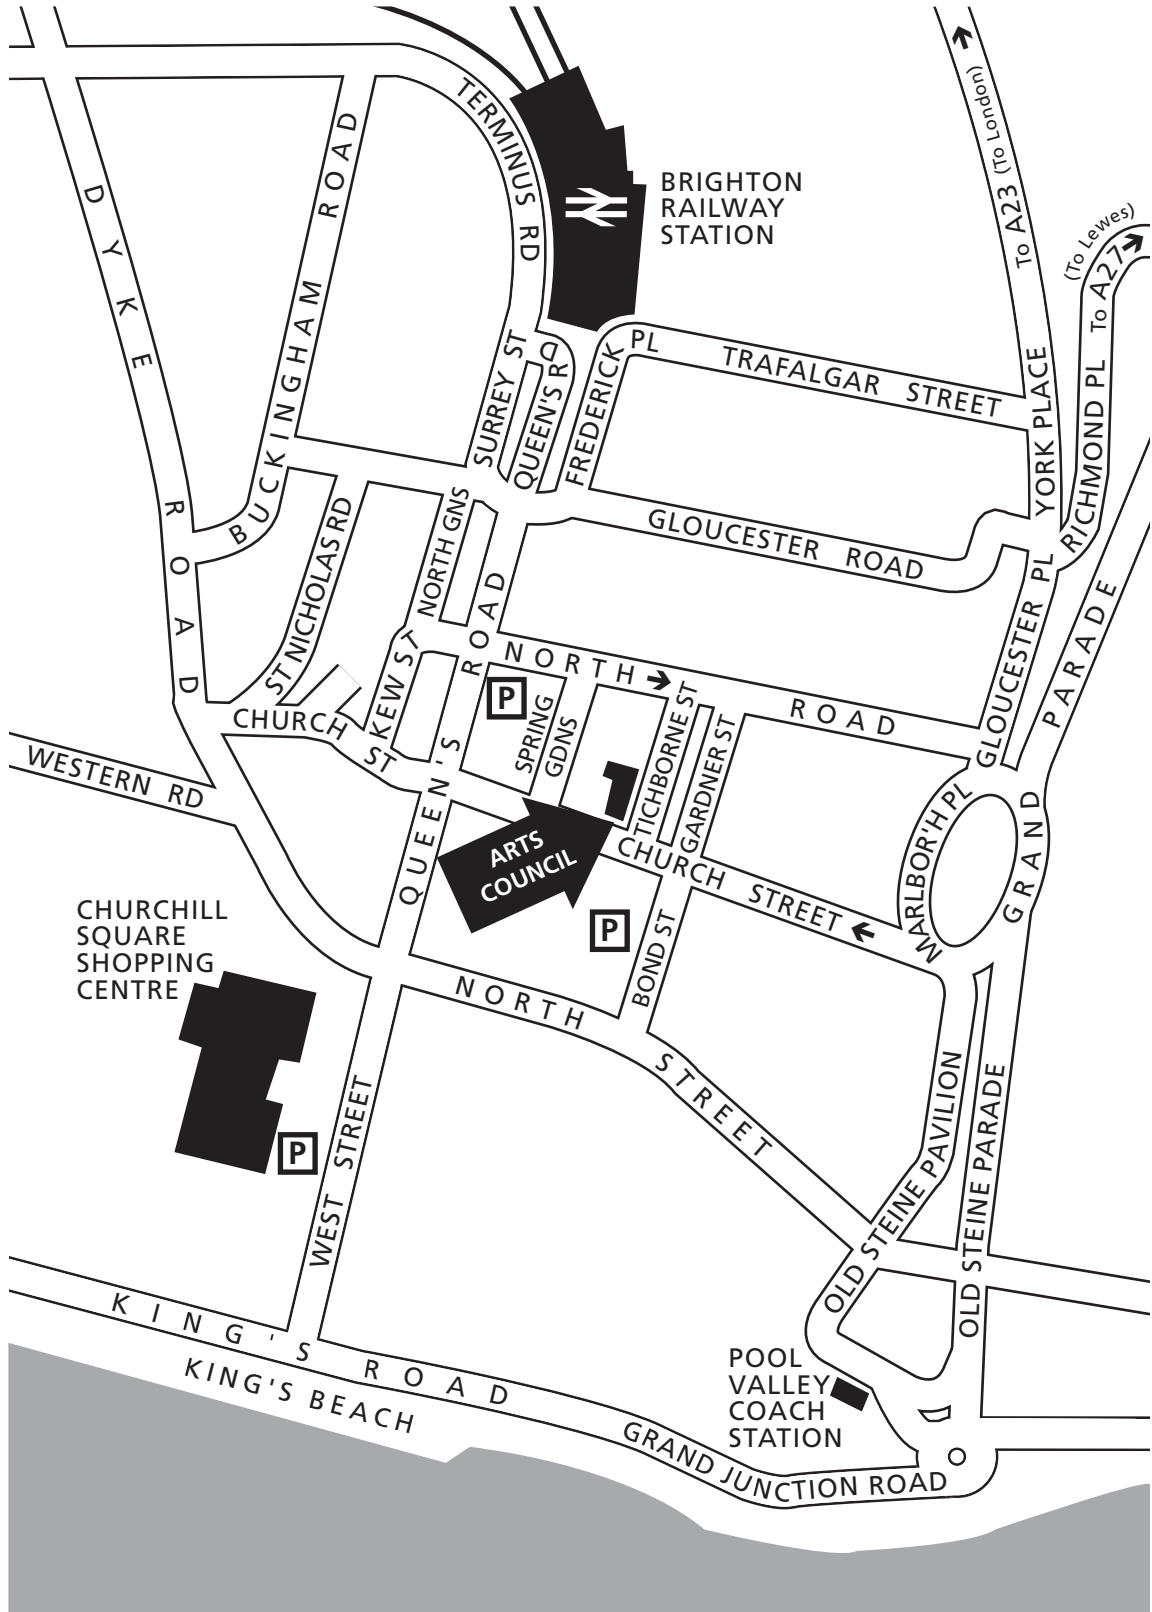 TERMINUS RD
DYKE ROAD
BUCKINGHAM ROAD
BRIGHTON
RAILWAY
STATION
To A23 (To London)
(To Lewes)
To A27
YORK PLACE
RICHMOND PL
SURREY ST
QUEEN'S RD
FREDERICK PL
TRAFALGAR STREET
GLOUCESTER ROAD
ST NICHOLAS RD
NORTH GNS
KEW ST
NORTH ROAD
GLOUCESTER PL
GRAND PARADE
QUEEN'S ROAD
P
SPRING
GDNS
TICHBORNE ST
GARDNER ST
CHURCH ST
WESTERN RD
MARLBOR'H PL
ARTS
COUNCIL
CHURCH STREET
P
BOND ST
CHURCHILL
SQUARE
SHOPPING
CENTRE
NORTH STREET
P
WEST STREET
OLD STEINE PAVILION
OLD STEINE PARADE
KING'S ROAD
KING'S BEACH
POOL
VALLEY
COACH
STATION
GRAND JUNCTION ROAD